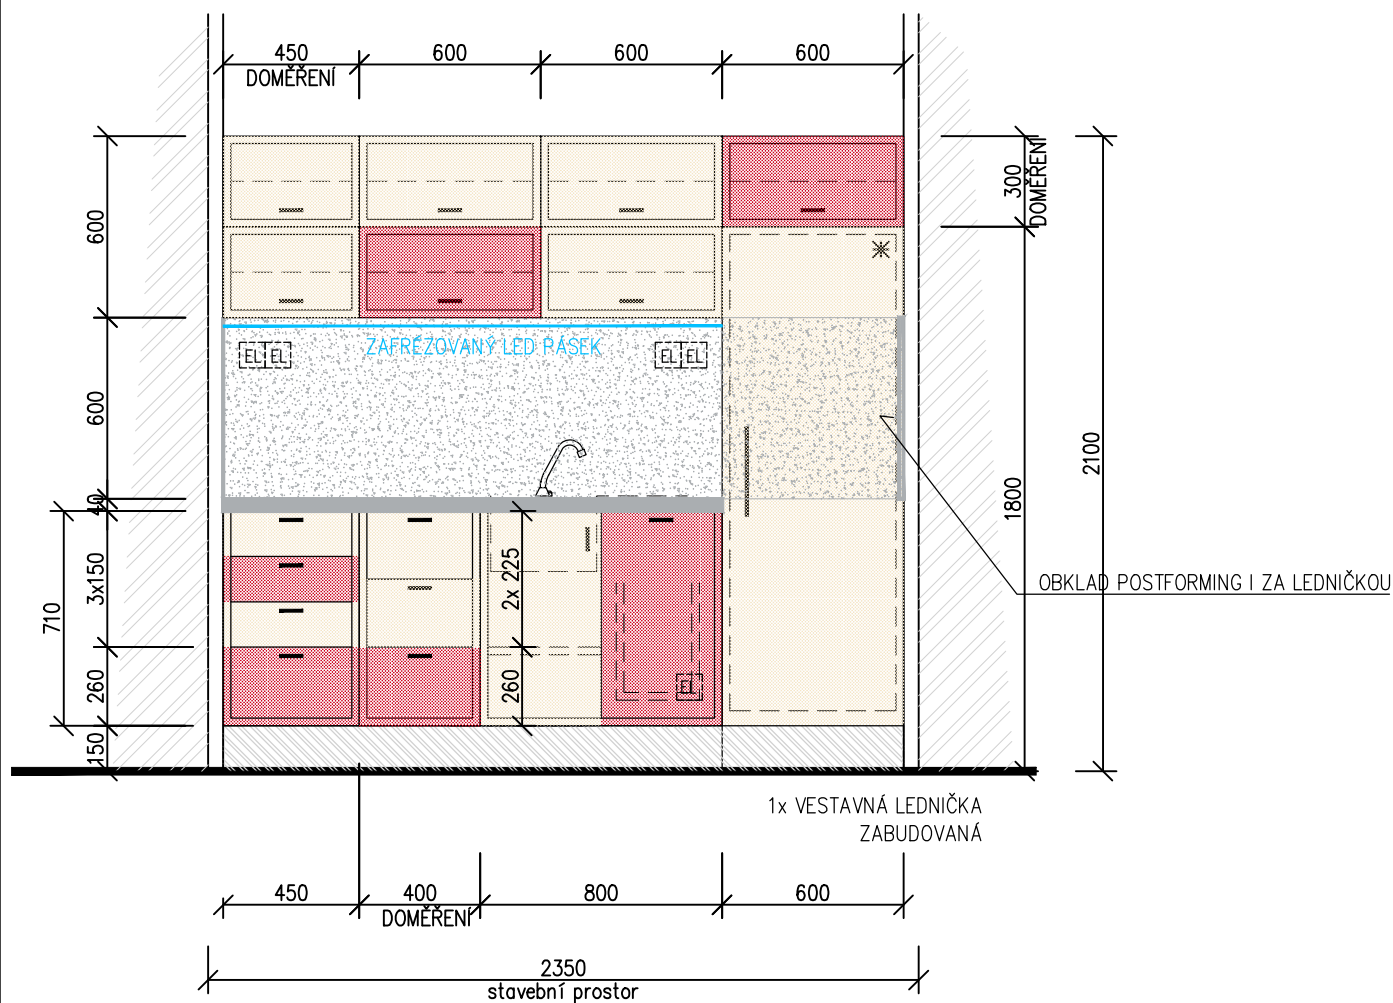 450 600 600 600
DOMĚŘENÍ
600
300
DOMĚŘENÍ
ZAFRÉZOVANÝ LED PÁSEK
EL EL
EL EL
600
2100
1800
40
3x150
2x 225
710
OBKLAD POSTFORMING I ZA LEDNIČKOU
260
260
EL
150
1x VESTAVNÁ LEDNIČKA
ZABUDOVANÁ
450 400 800 600
DOMĚŘENÍ
2350
stavební prostor